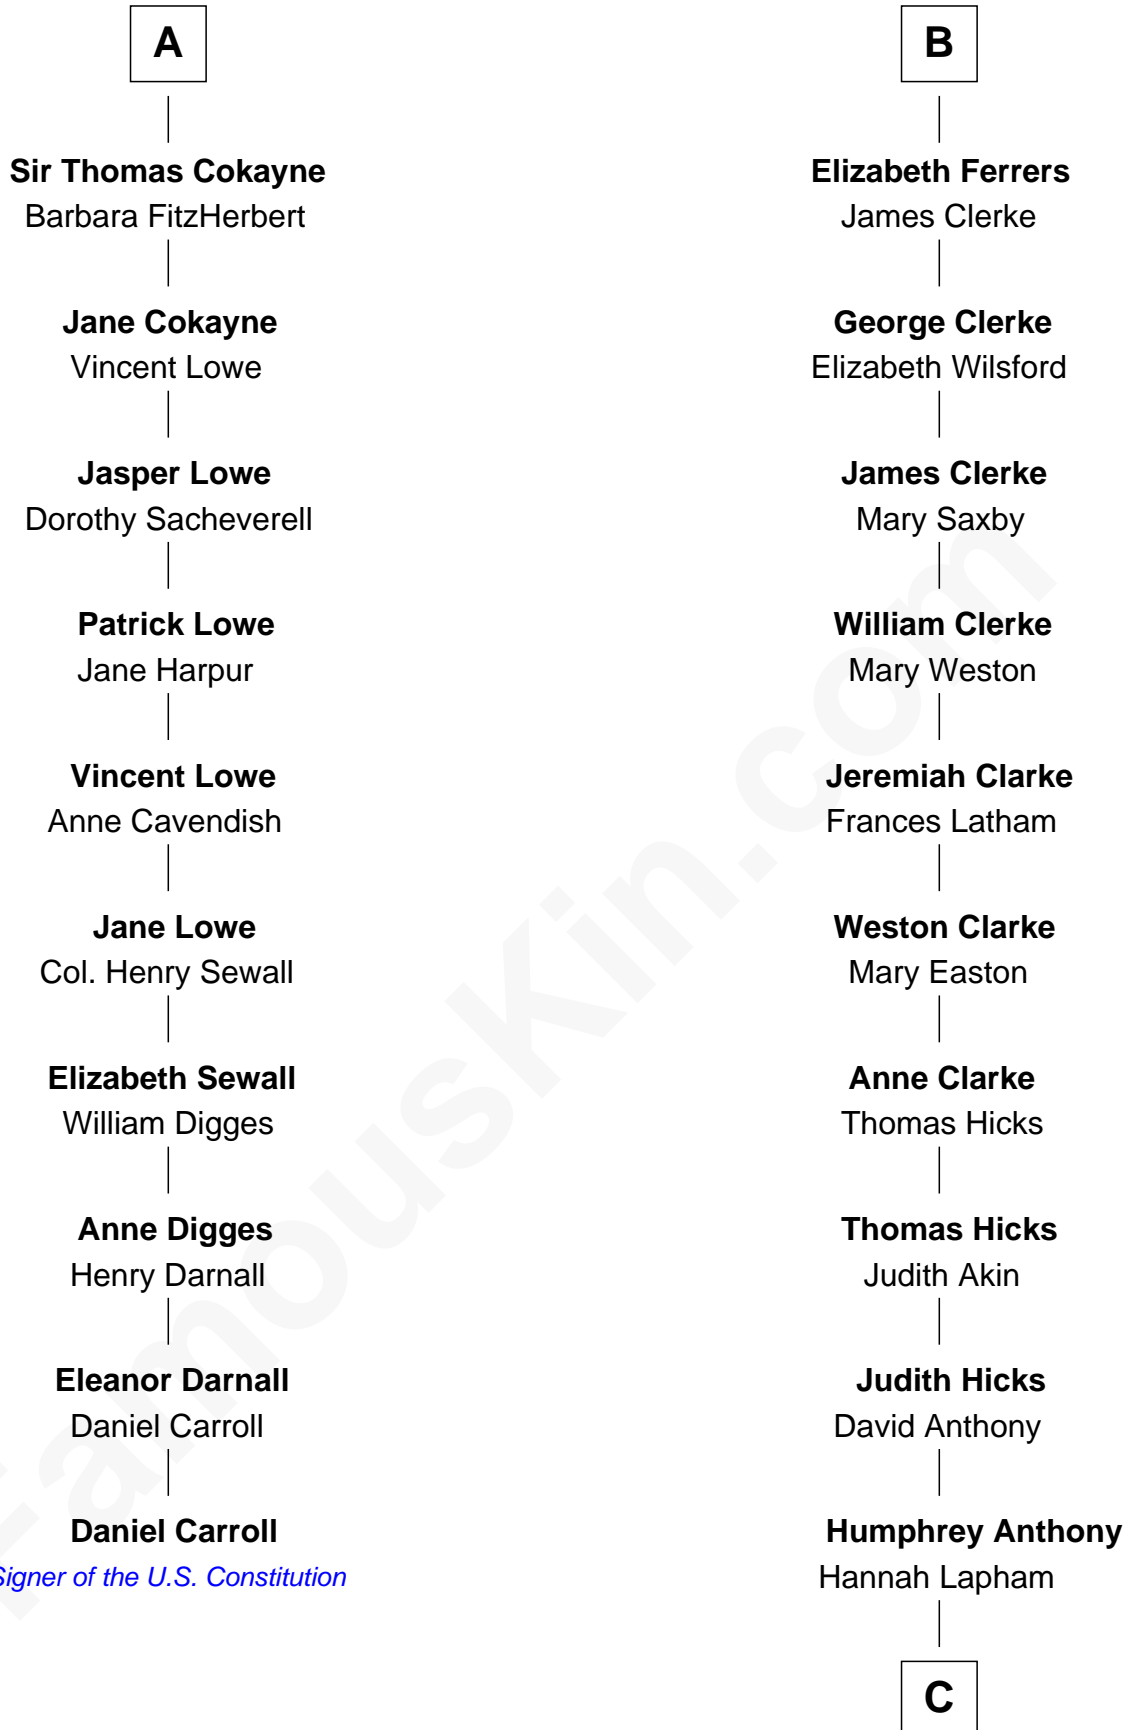 A
Sir Thomas Cokayne
Barbara FitzHerbert
Jane Cokayne
Vincent Lowe
Jasper Lowe
Dorothy Sacheverell
Patrick Lowe
Jane Harpur
Vincent Lowe
Anne Cavendish
Jane Lowe
Col. Henry Sewall
Elizabeth Sewall
William Digges
Anne Digges
Henry Darnall
Eleanor Darnall
Daniel Carroll
Daniel Carroll
Signer of the U.S. Constitution
B
Elizabeth Ferrers
James Clerke
George Clerke
Elizabeth Wilsford
James Clerke
Mary Saxby
William Clerke
Mary Weston
Jeremiah Clarke
Frances Latham
Weston Clarke
Mary Easton
Anne Clarke
Thomas Hicks
Thomas Hicks
Judith Akin
Judith Hicks
David Anthony
Humphrey Anthony
Hannah Lapham
C
FamousKin.com